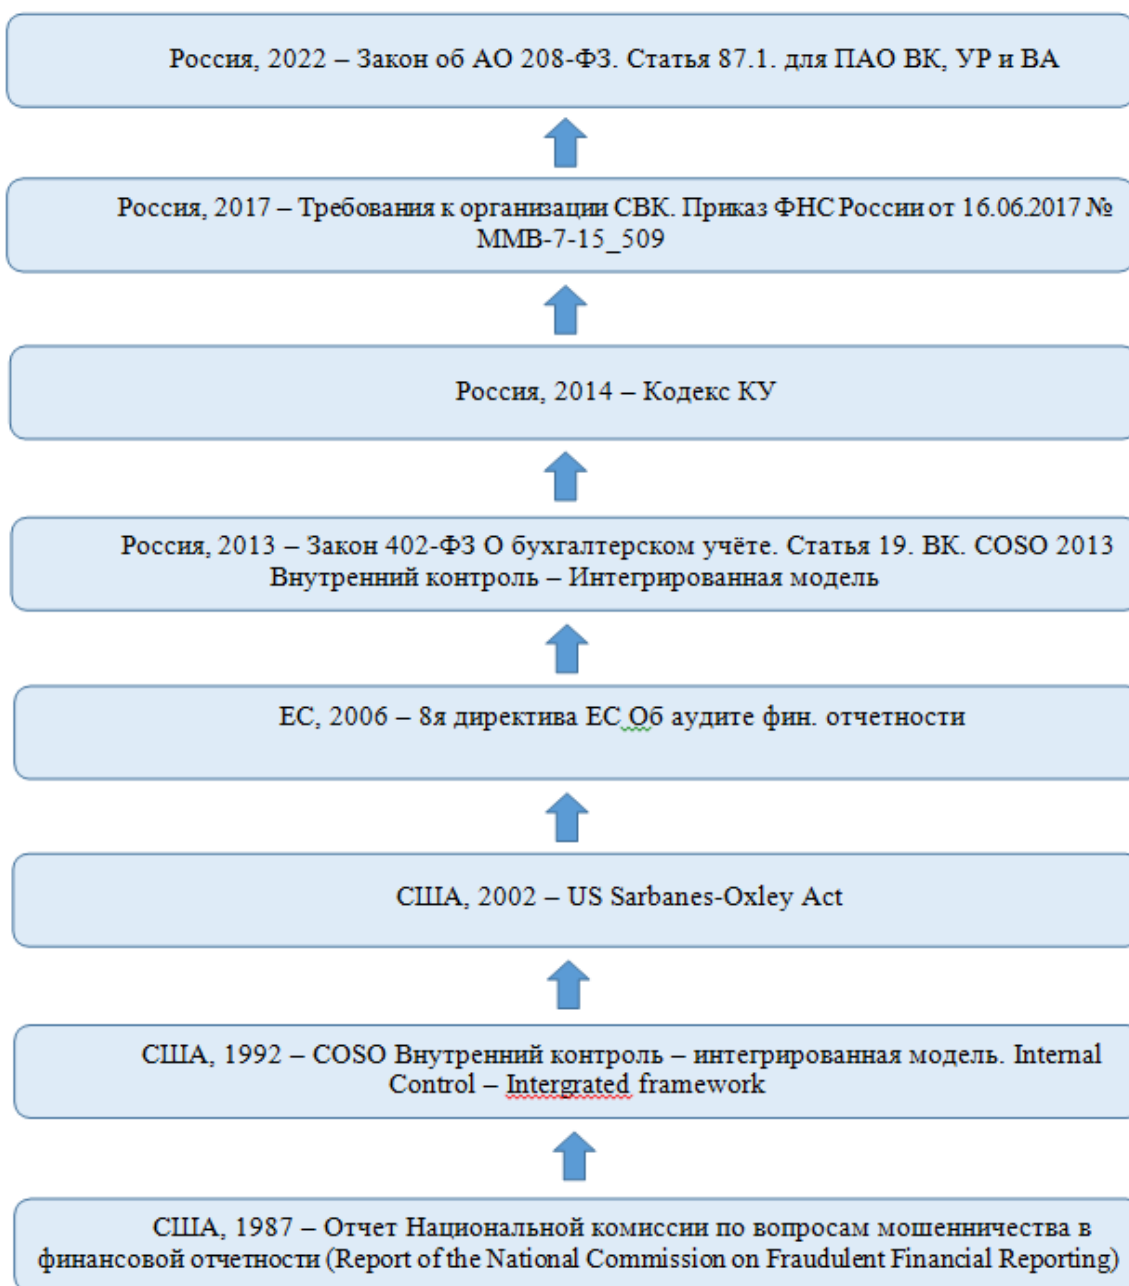 Россия, 2022 – Закон об АО 208-ФЗ. Статья 87.1. для ПАО ВК, УР и ВА
Россия, 2017 – Требования к организации СВК. Приказ ФНС России от 16.06.2017 №
ММВ-7-15_509
Россия, 2014 – Кодекс КУ
Россия, 2013 – Закон 402-ФЗ О бухгалтерском учёте. Статья 19. ВК. COSO 2013
Внутренний контроль – Интегрированная модель
ЕС, 2006 – 8я директива ЕС Об аудите фин. отчетности
США, 2002 – US Sarbanes-Oxley Act
США, 1992 – COSO Внутренний контроль – интегрированная модель. Internal
Control – Intergrated framework
США, 1987 – Отчет Национальной комиссии по вопросам мошенничества в
финансовой отчетности (Report of the National Commission on Fraudulent Financial Reporting)